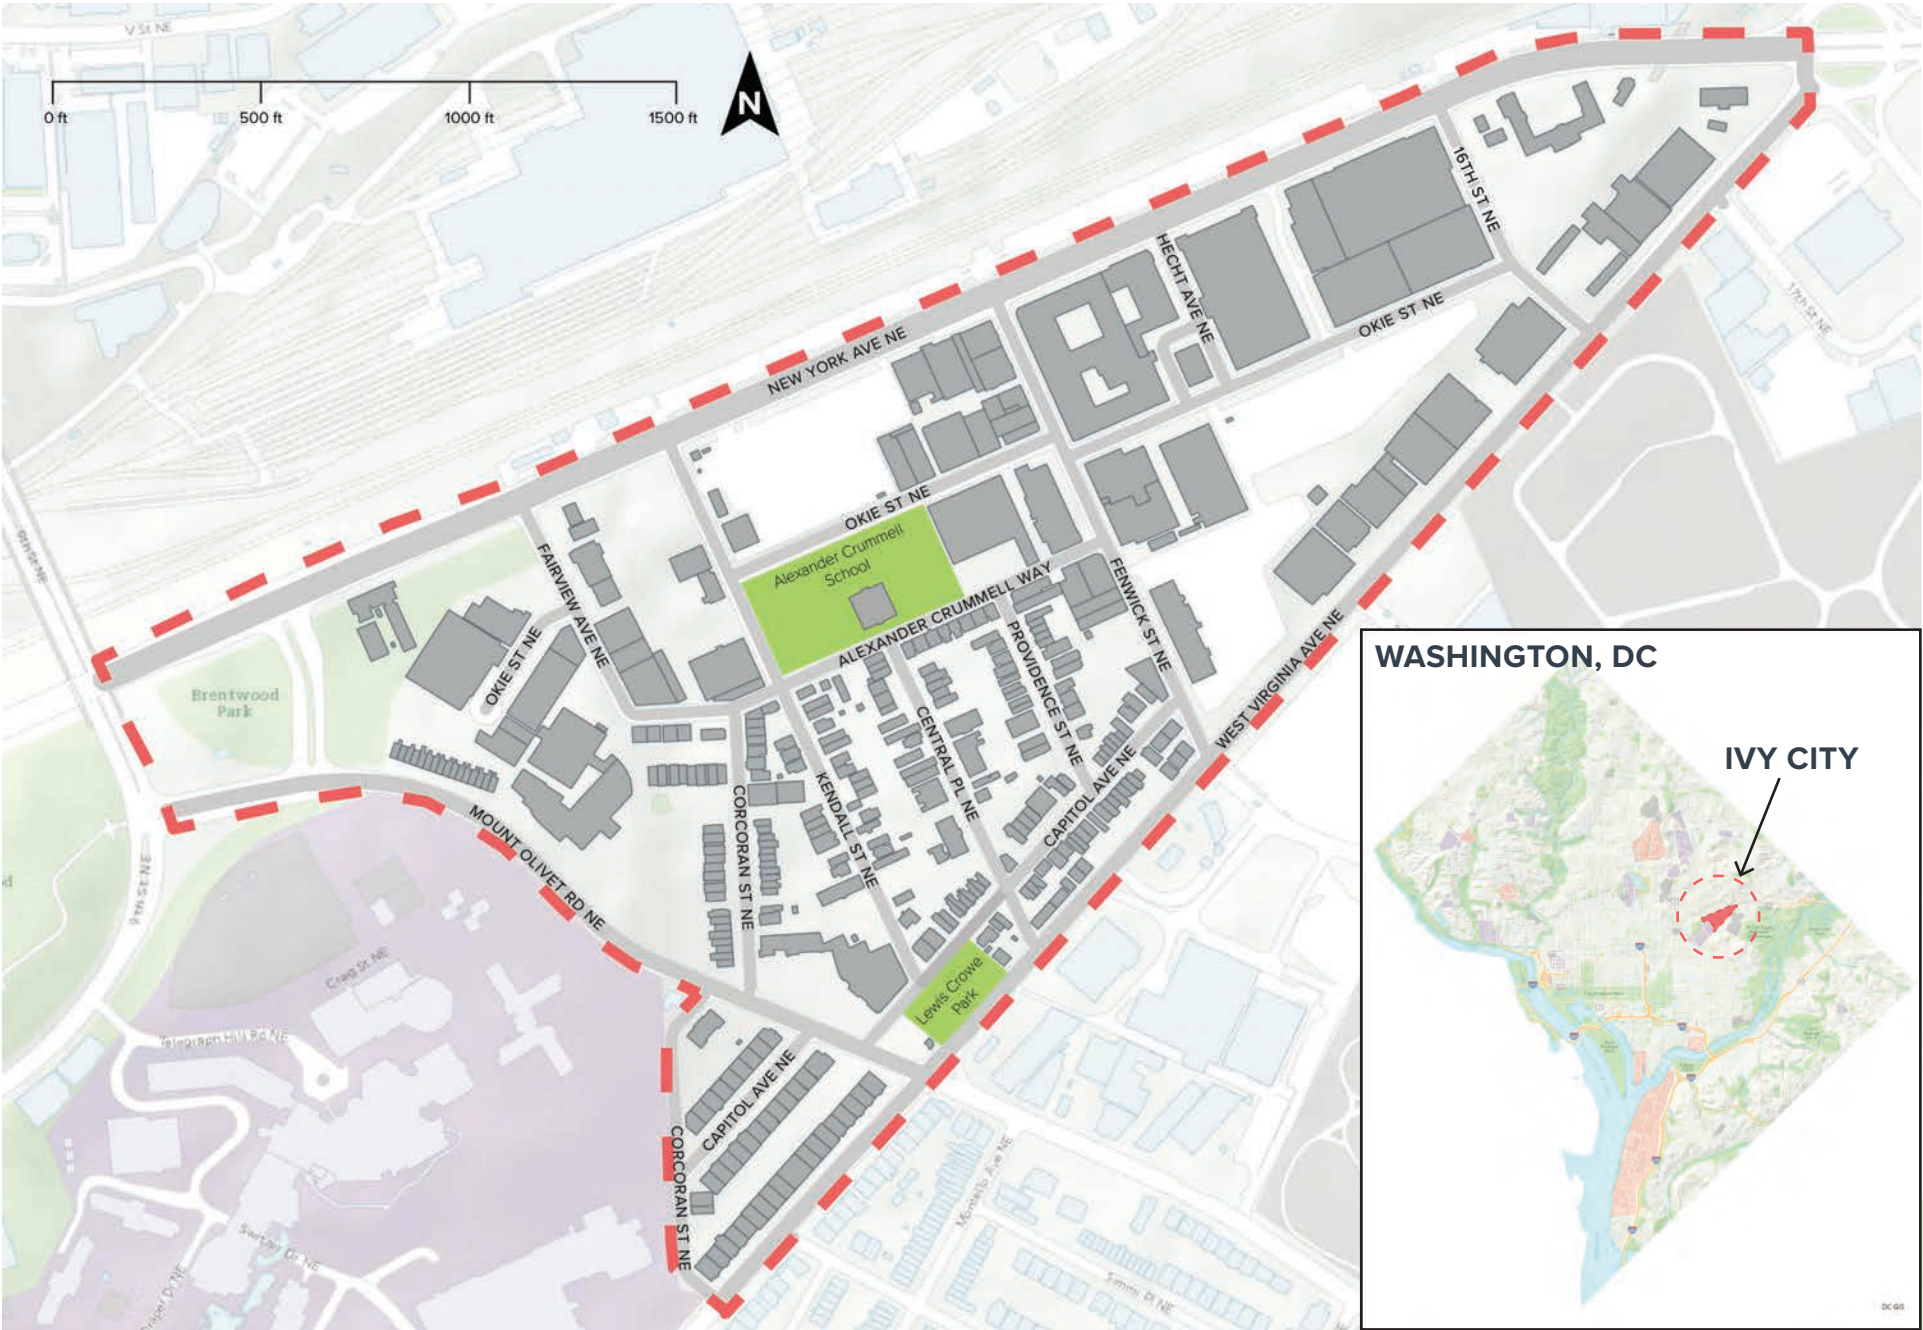 V St NE
0 ft
500 ft
1000 ft
1500 ft
N
16TH ST NE
HECHT AVE NE
OKIE ST NE
17th St NE
NEW YORK AVE NE
OKIE ST NE
Alexander Crummell
School
ALEXANDER CRUMMELL WAY
FAIRVIEW AVE NE
OKIE ST NE
FENWICK ST NE
PROVIDENCE ST NE
CENTRAL PL NE
KENDALL ST NE
CORCORAN ST NE
CAPITOL AVE NE
WEST VIRGINIA AVE NE
Brentwood
Park
9th St NE
MOUNT OLIVET RD NE
Lewis Crowe
Park
Craig St NE
Telegraph Hill Rd NE
CAPITOL AVE NE
CORCORAN ST NE
Montello Ave NE
Simms Pl NE
WASHINGTON, DC
IVY CITY
DC GIS